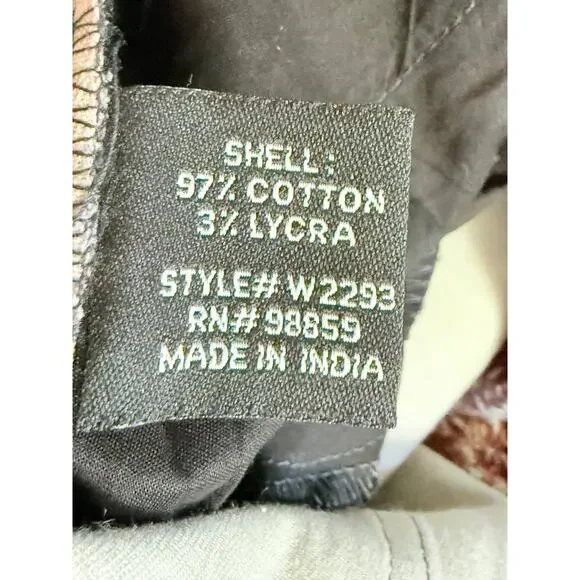 SHELL:
97% COTTON
3% LYCRA
STYLE# W2293
RN# 98859
MADE IN INDIA